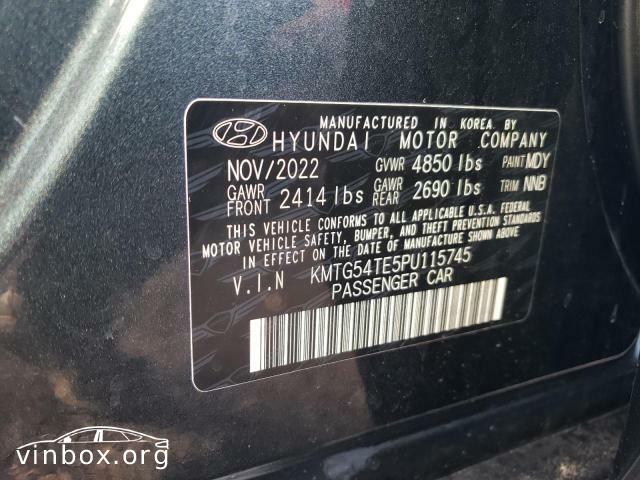 MANUFACTURED IN KOREA BY
HYUNDAI MOTOR COMPANY
NOV/2022 GVWR 4850 lbs PAINT MDY
GAWR FRONT 2414 lbs GAWR REAR 2690 lbs TRIM NNB
THIS VEHICLE CONFORMS TO ALL APPLICABLE U.S.A. FEDERAL
MOTOR VEHICLE SAFETY, BUMPER, AND THEFT PREVENTION
STANDARDS IN EFFECT ON THE DATE OF MANUFACTURE SHOWN ABOVE.
V.I.N KMTG54TE5PU115745
PASSENGER CAR
vinbox.org